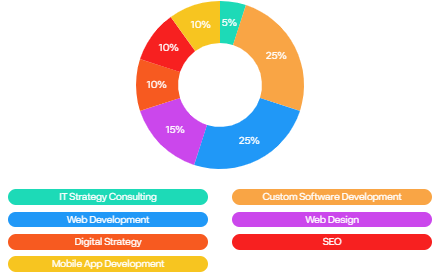 5%
10%
25%
10%
10%
15%
25%
IT Strategy Consulting
Custom Software Development
Web Development
Web Design
Digital Strategy
SEO
Mobile App Development